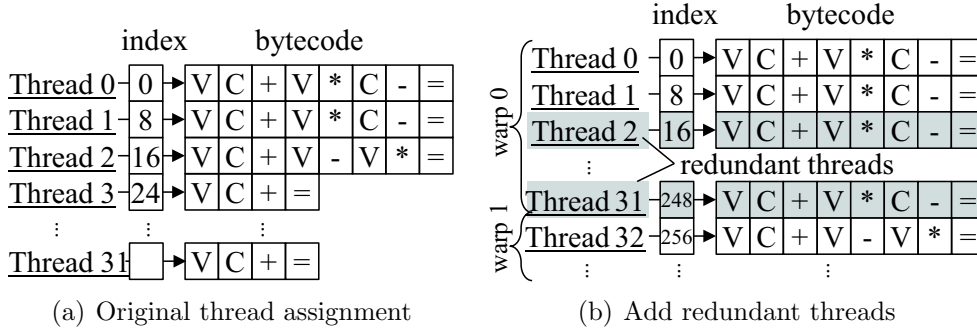 index bytecode
Thread 0 0 V C + V * C - =
Thread 1 8 V C + V * C - =
Thread 2 16 V C + V - V * =
Thread 3 24 V C + =
⋮ ⋮ ⋮
Thread 31 V C + =
(a) Original thread assignment
index bytecode
warp 0
Thread 0 0 V C + V * C - =
Thread 1 8 V C + V * C - =
Thread 2 16 V C + V * C - =
⋮ redundant threads
Thread 31 248 V C + V * C - =
warp 1
Thread 32 256 V C + V - V * =
⋮ ⋮ ⋮
(b) Add redundant threads